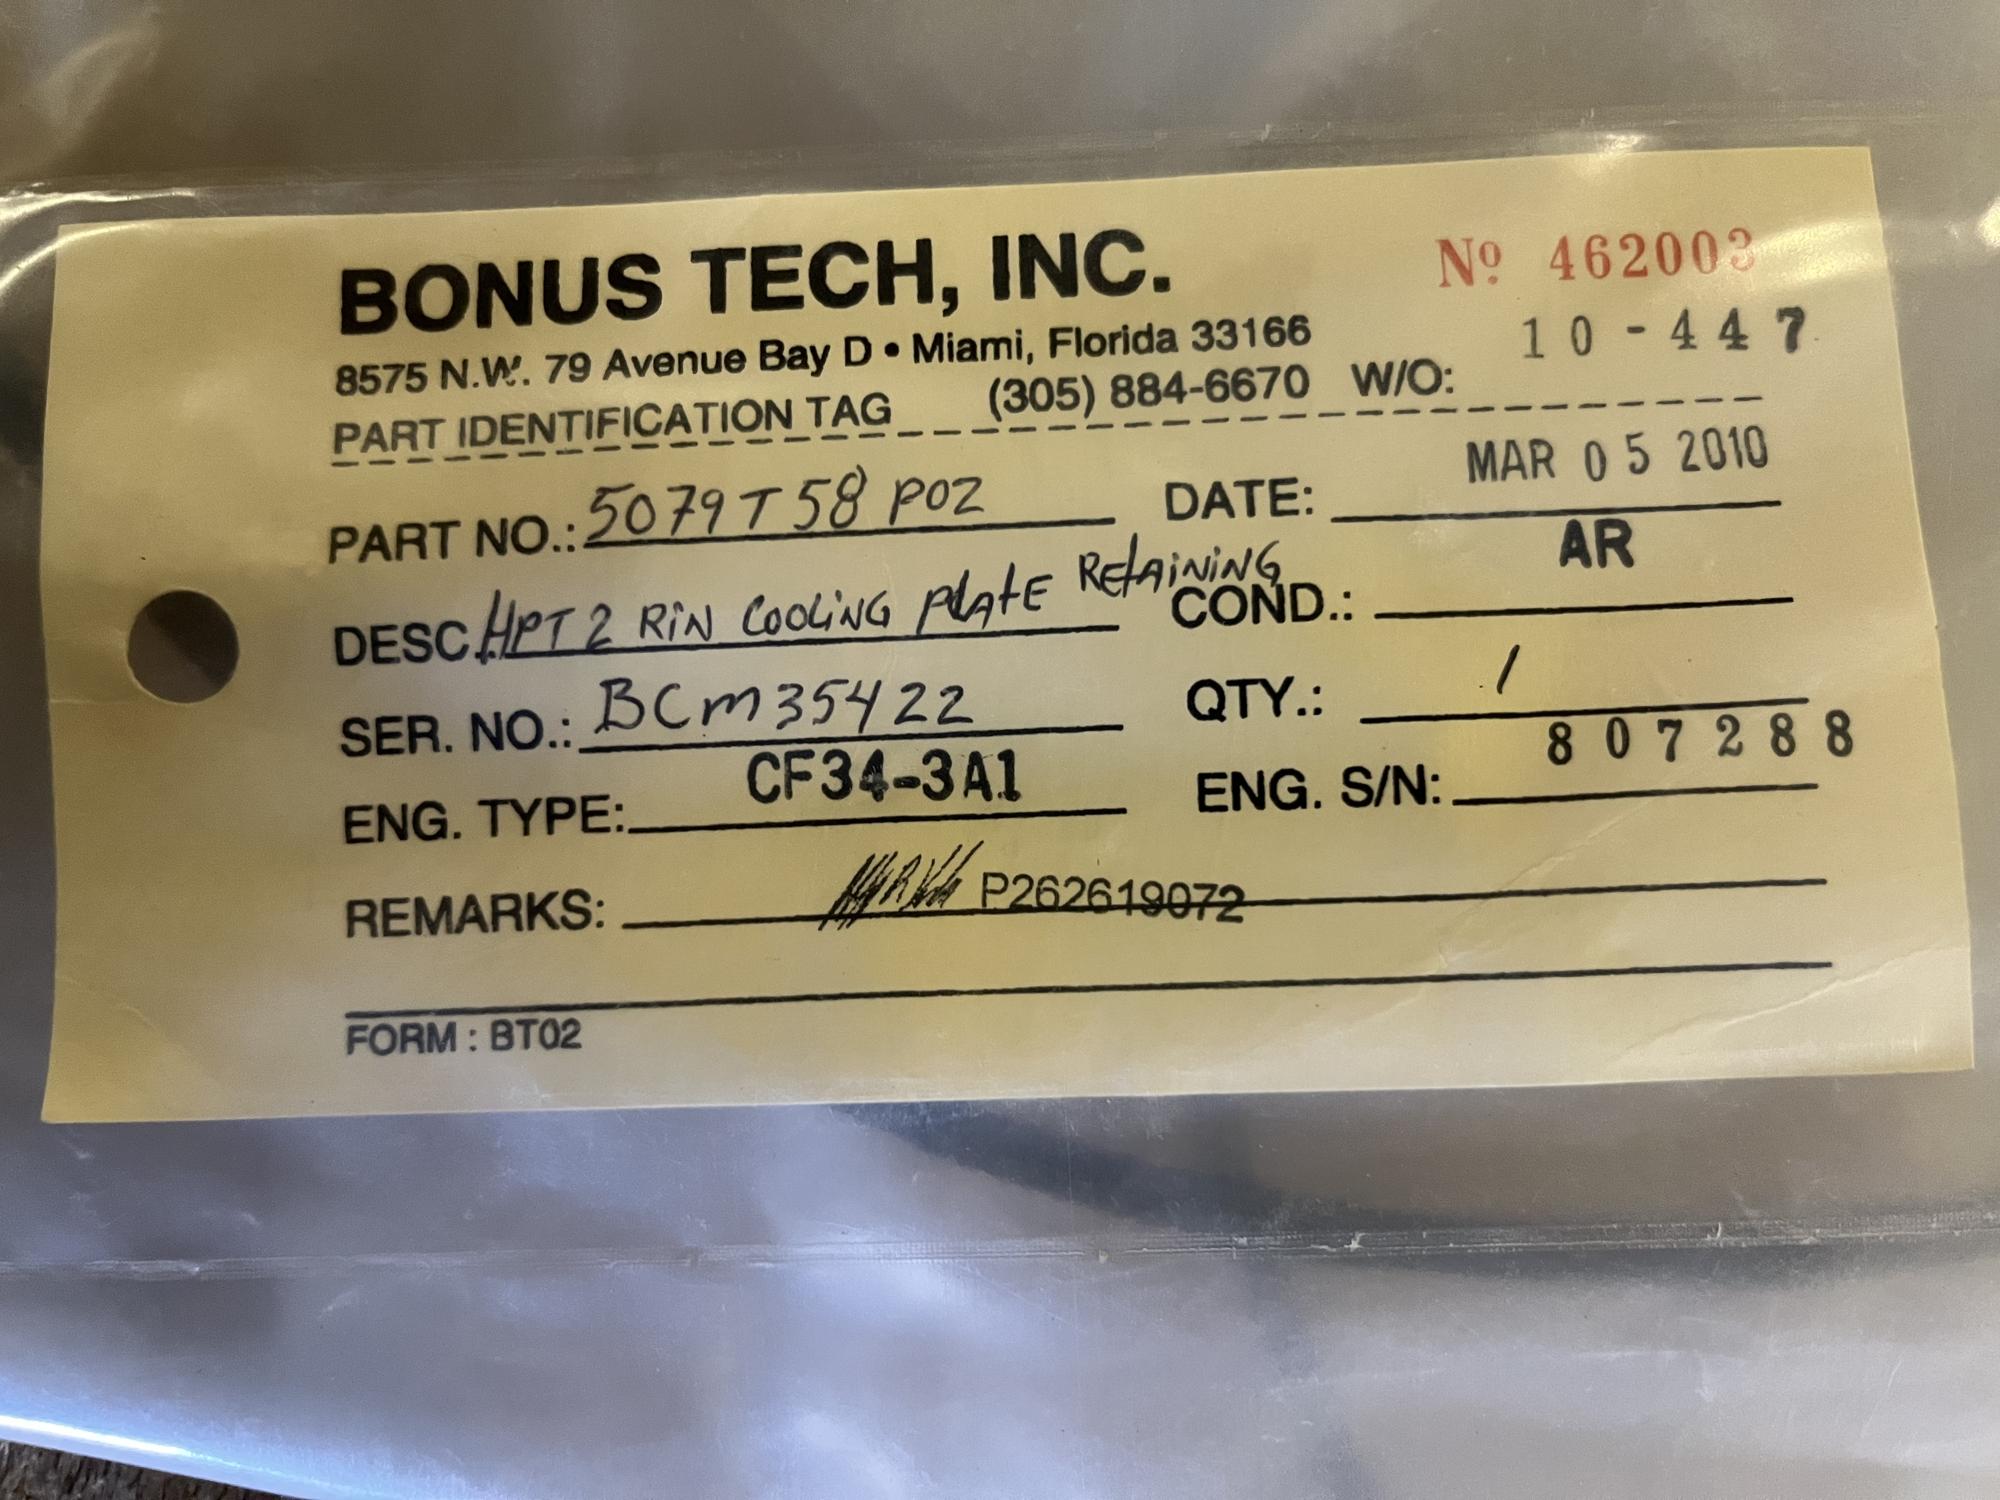 BONUS TECH, INC.
Nº 462003
8575 N.W. 79 Avenue Bay D • Miami, Florida 33166
10-447
PART IDENTIFICATION TAG (305) 884-6670 W/O:
PART NO.: 5079T58P02 DATE: MAR 05 2010
DESC. HPT 2 RIN COOLING PLATE RETAINING COND.: AR
SER. NO.: BCM35422 QTY.: 1
ENG. TYPE: CF34-3A1 ENG. S/N: 807288
REMARKS: P262619072
FORM : BT02